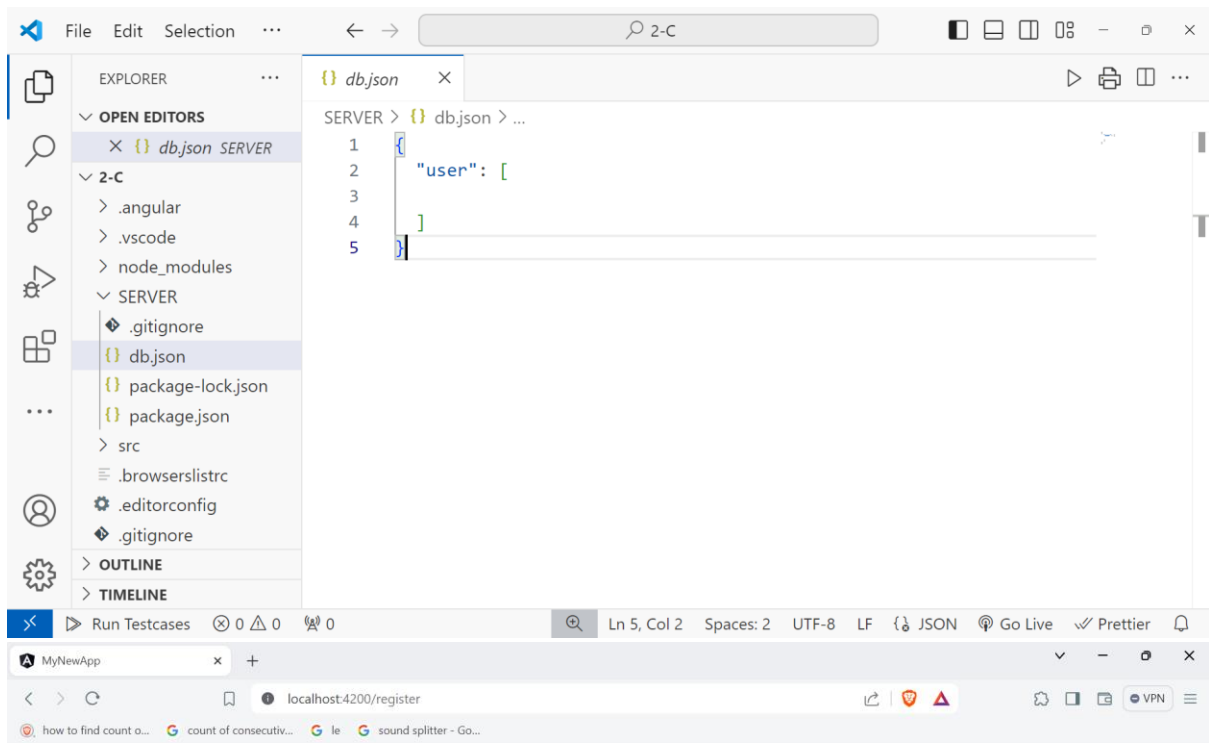 File Edit Selection ··· 2-C
EXPLORER ···
OPEN EDITORS
{} db.json SERVER
2-C
.angular
.vscode
node_modules
SERVER
.gitignore
{} db.json
{} package-lock.json
{} package.json
src
.browserslistrc
.editorconfig
.gitignore
OUTLINE
TIMELINE
{} db.json
SERVER > {} db.json > ...
1 {
2 "user": [
3
4 ]
5 }
Run Testcases 0 0 0 Ln 5, Col 2 Spaces: 2 UTF-8 LF JSON Go Live Prettier
MyNewApp
localhost:4200/register VPN
how to find count o... count of consecutiv... le sound splitter - Go...